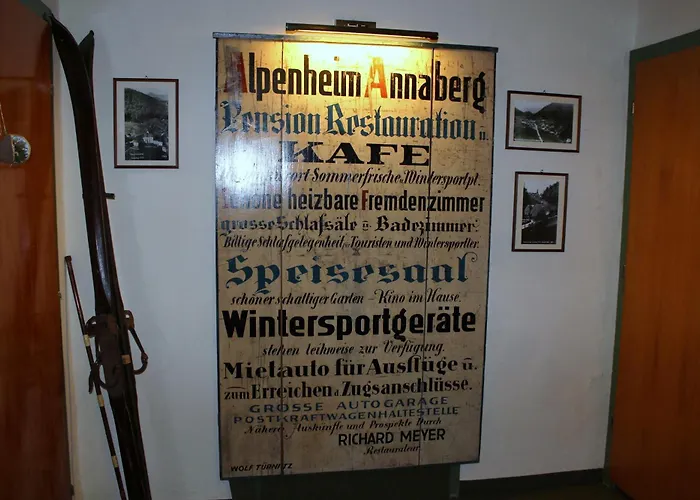 Alpenheim Annaberg
Pension Restauration u.
KAFE
Sommerfrische u. Wintersportpl.
heizbare Fremdenzimmer
grosse Schlafsäle u. Badezimmer.
Billige Schlafgelegenheit Touristen und Wintersportler.
Speisesaal
schöner schattiger Garten – Kino im Hause.
Wintersportgeräte
stehen leihweise zur Verfügung.
Mietauto für Ausflüge u.
zum Erreichen d. Zugsanschlüsse.
GROSSE AUTOGARAGE
POSTKRAFTWAGENHALTESTELLE
Nähere Auskünfte und Prospekte Durch
RICHARD MEYER
Restaurateur
WOLF TÜRNITZ